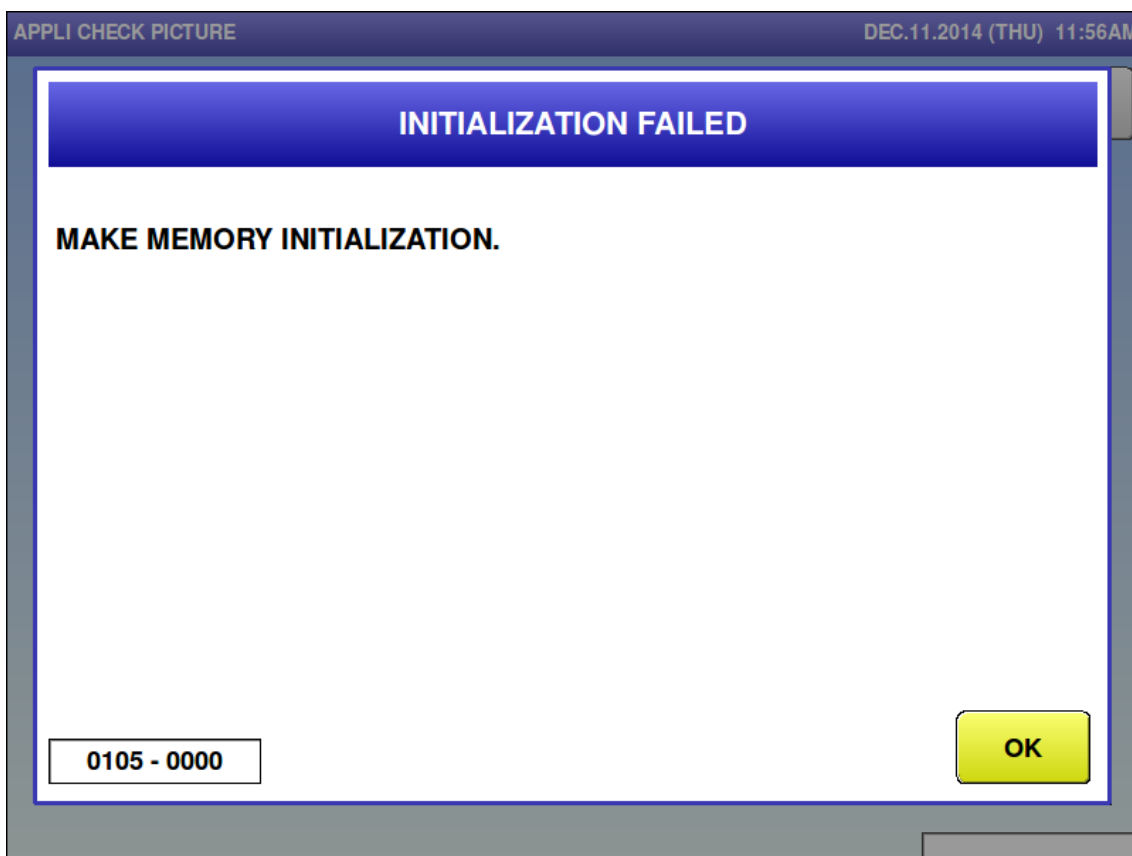 APPLI CHECK PICTURE DEC.11.2014 (THU) 11:56AM
INITIALIZATION FAILED
MAKE MEMORY INITIALIZATION.
0105 - 0000
OK